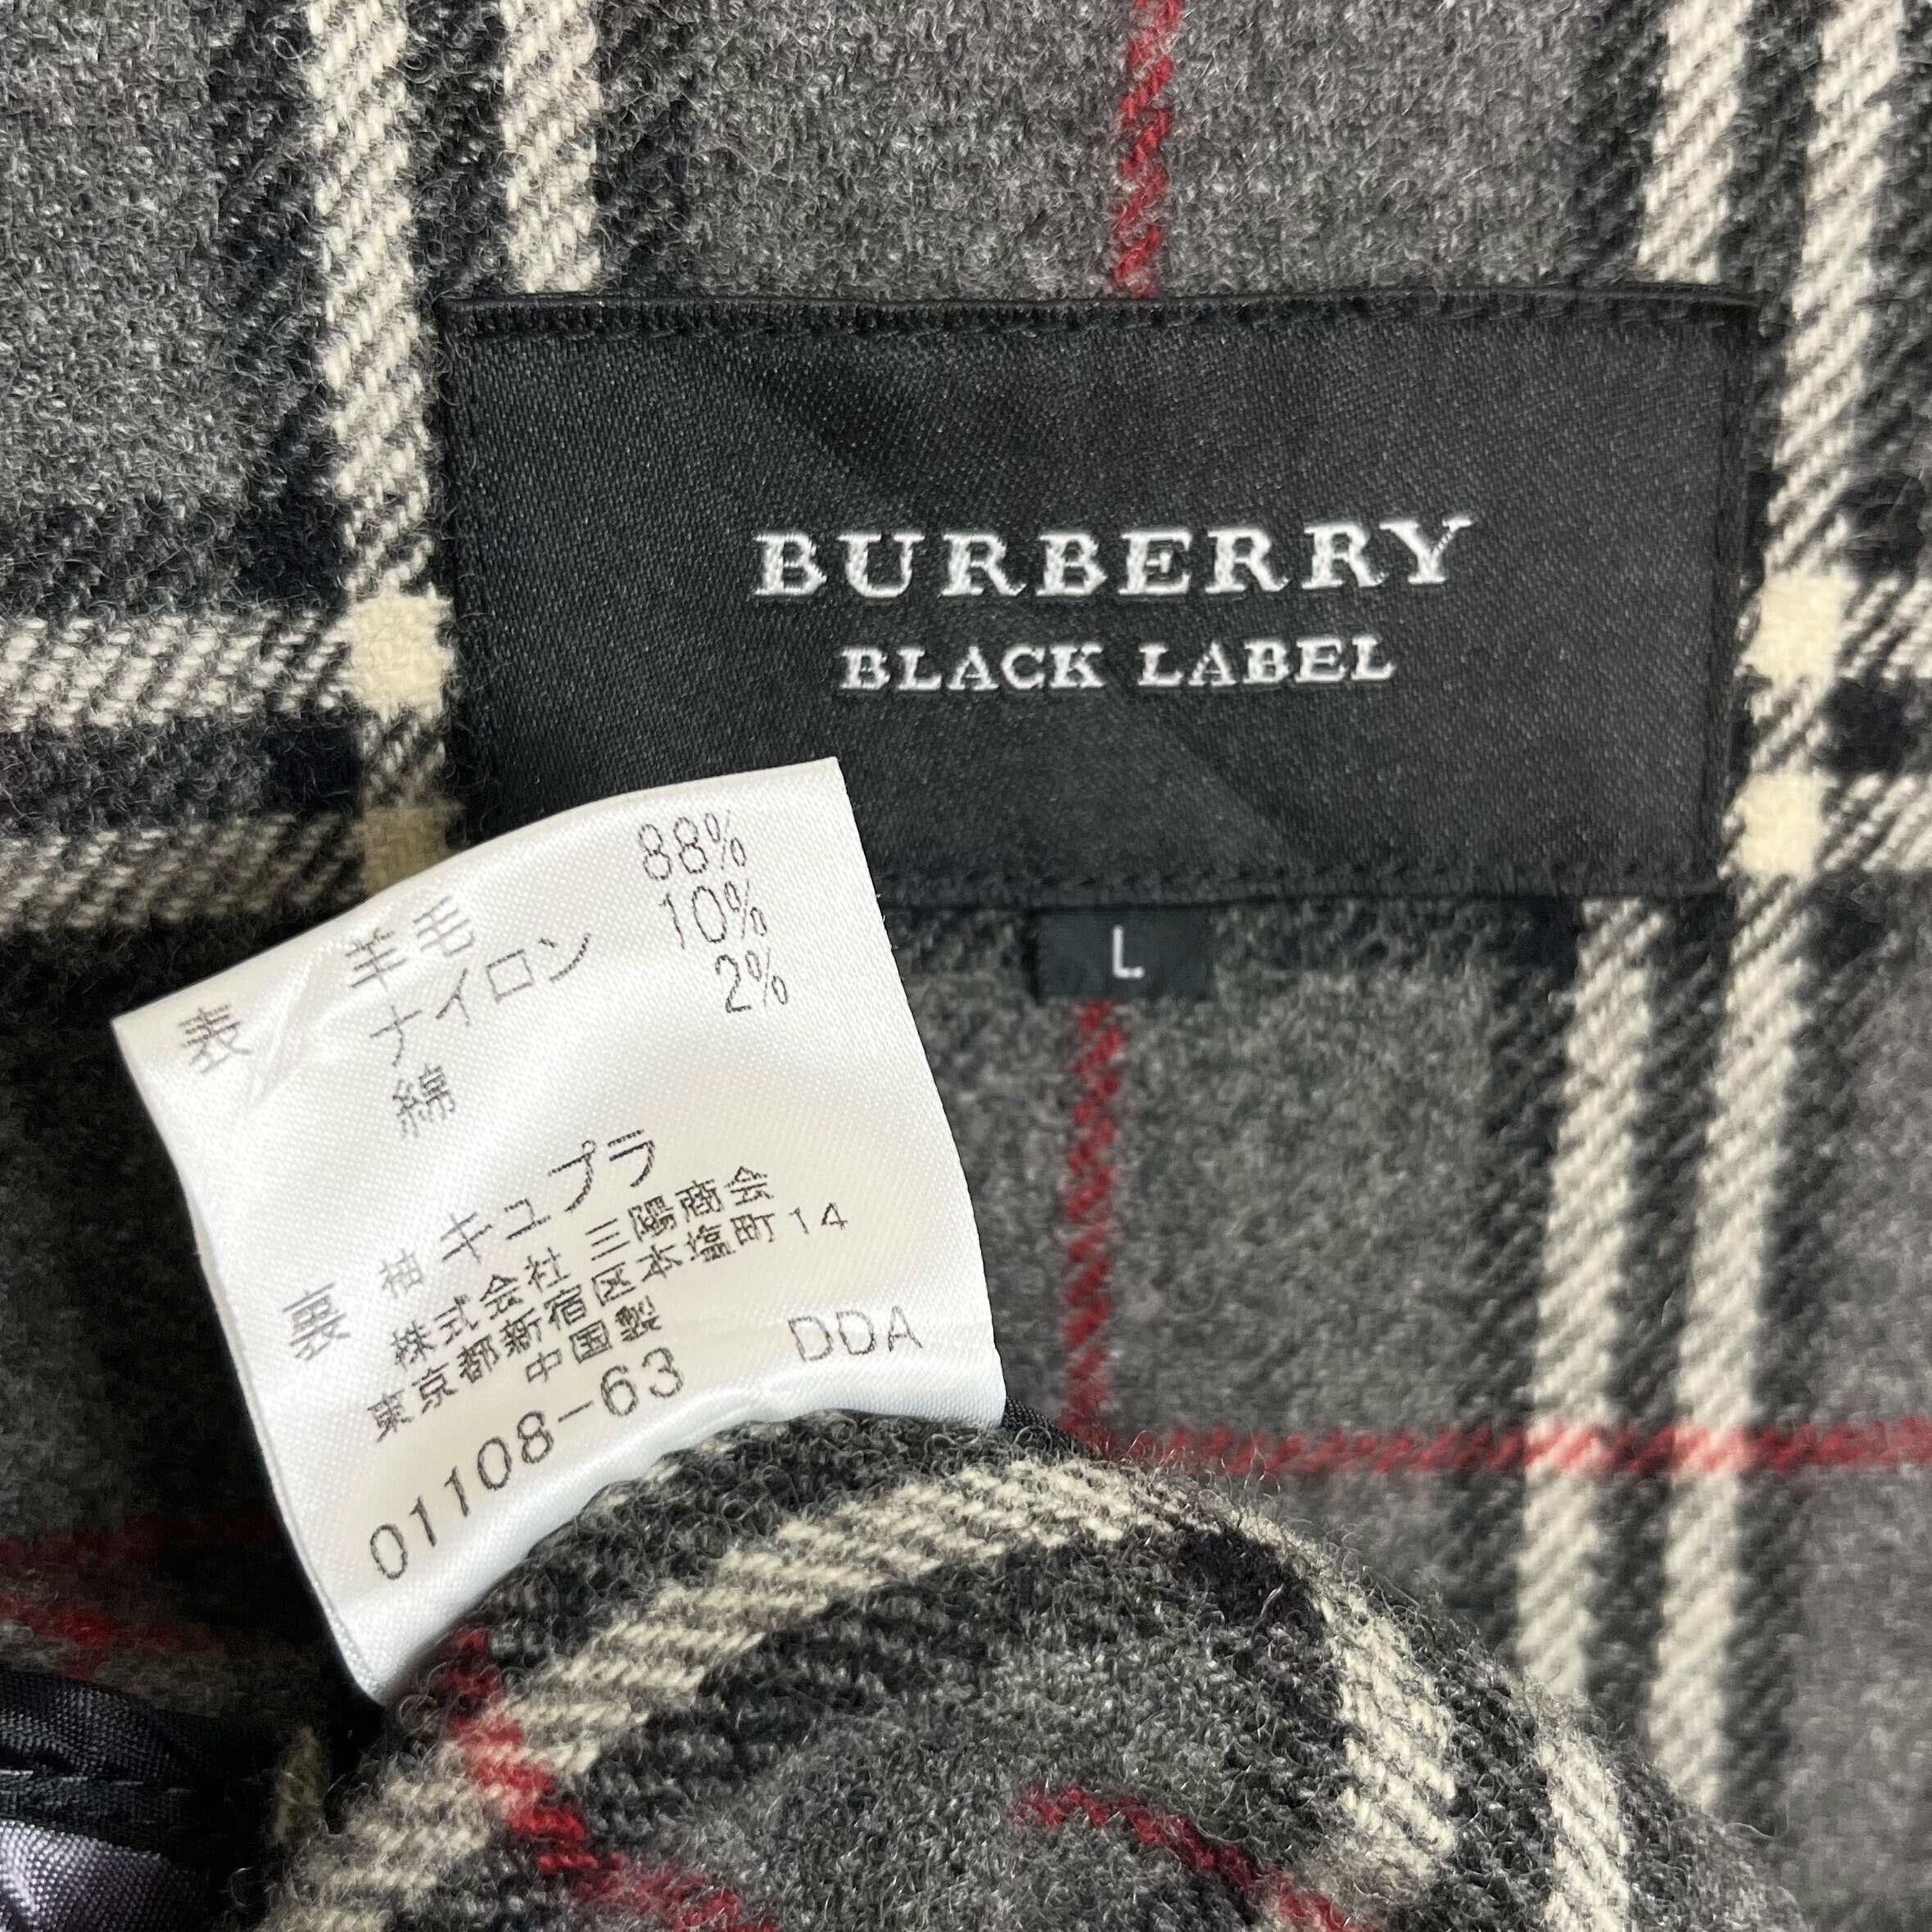 BURBERRY
BLACK LABEL
L
表 羊毛 88%
ナイロン 10%
綿 2%
裏 袖 キュプラ
株式会社 三陽商会
東京都新宿区本塩町14
中国製
01108-63 DDA